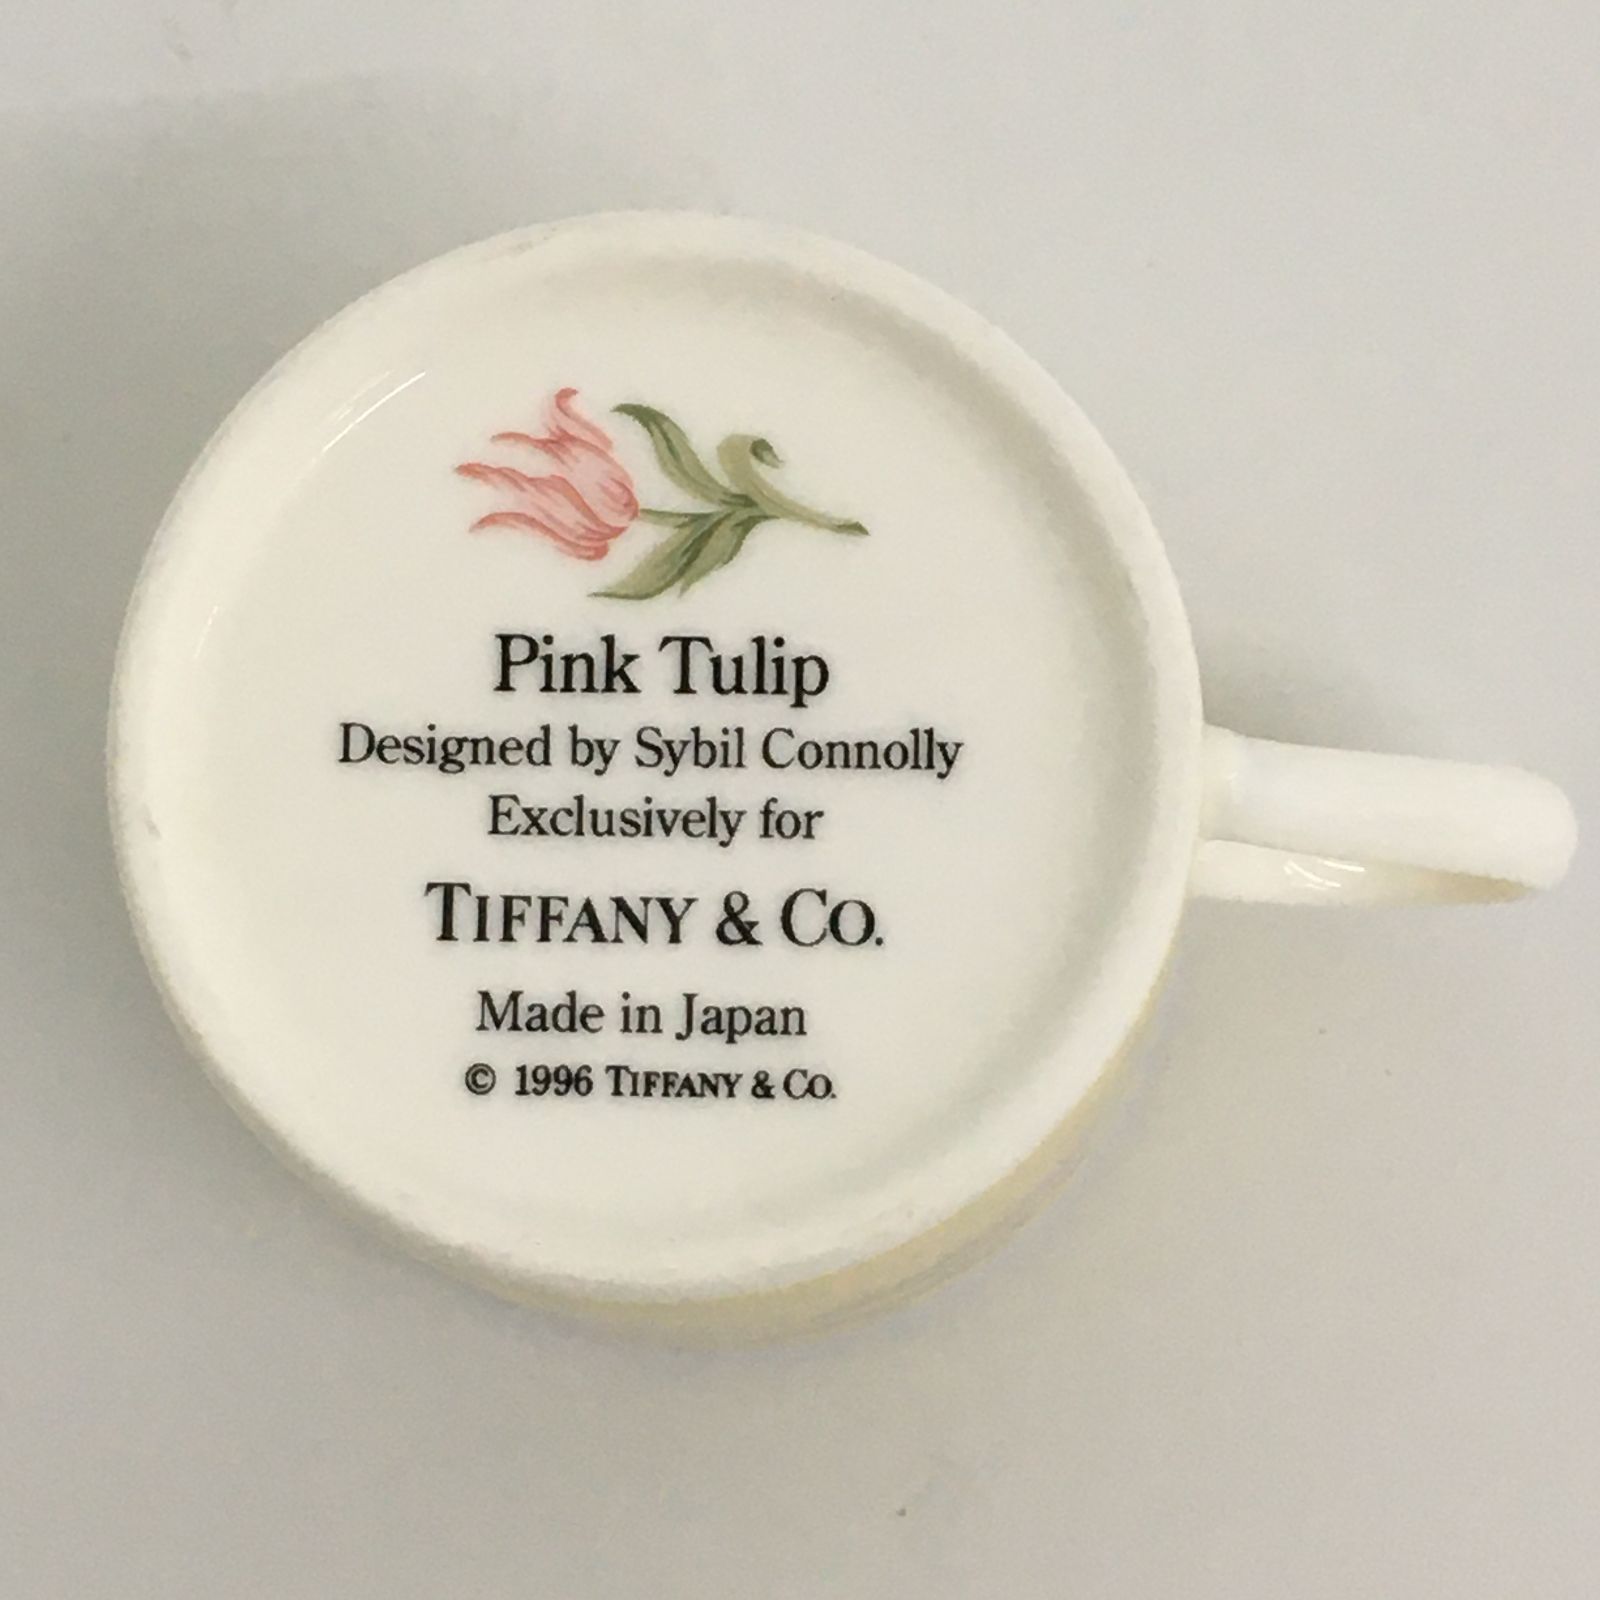 Pink Tulip
Designed by Sybil Connolly
Exclusively for
TIFFANY & CO.
Made in Japan
© 1996 TIFFANY & CO.